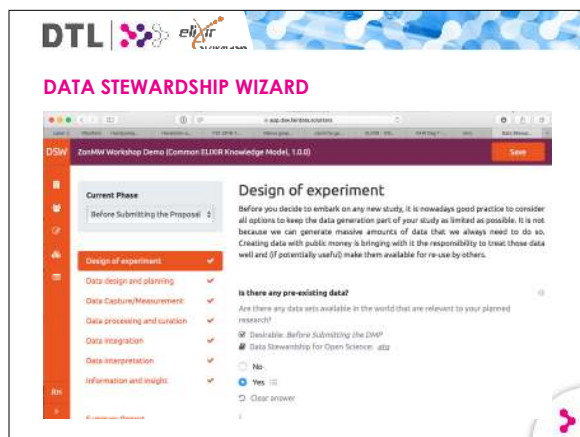 DTL
elixir
DATA STEWARDSHIP WIZARD
DSW
ZonMW Workshop Demo (Common ELIXIR Knowledge Model, 1.0.0)
Save
Current Phase
Before Submitting the Proposal
Design of experiment
Data design and planning
Data Capture/Measurement
Data processing and curation
Data integration
Data interpretation
Information and insight
Summary Report
RH
Design of experiment
Before you decide to embark on any new study, it is nowadays good practice to consider
all options to keep the data generation part of your study as limited as possible. It is not
because we can generate massive amounts of data that we always need to do so.
Creating data with public money is bringing with it the responsibility to treat those data
well and (if potentially useful) make them available for re-use by others.
Is there any pre-existing data?
Are there any data sets available in the world that are relevant to your planned
research?
Desirable: Before Submitting the DMP
Data Stewardship for Open Science:
No
Yes
Clear answer